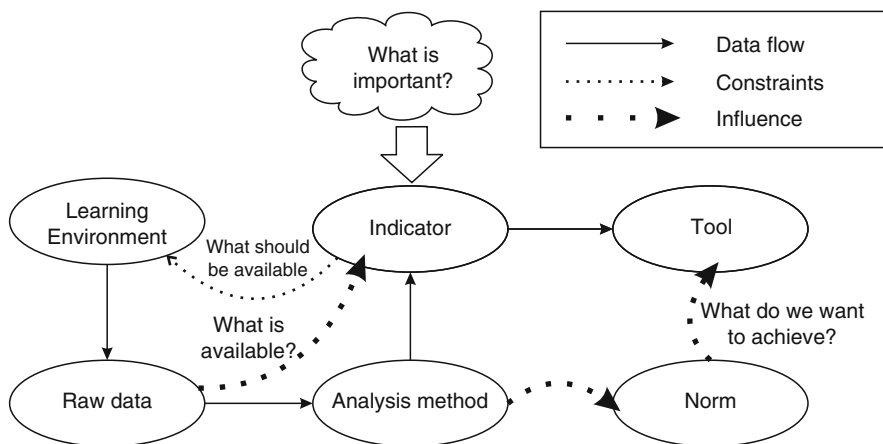 What is
important?
Data flow
Constraints
Influence
Learning
Environment
Indicator
Tool
What should
be available
What is
available?
What do we want
to achieve?
Raw data
Analysis method
Norm